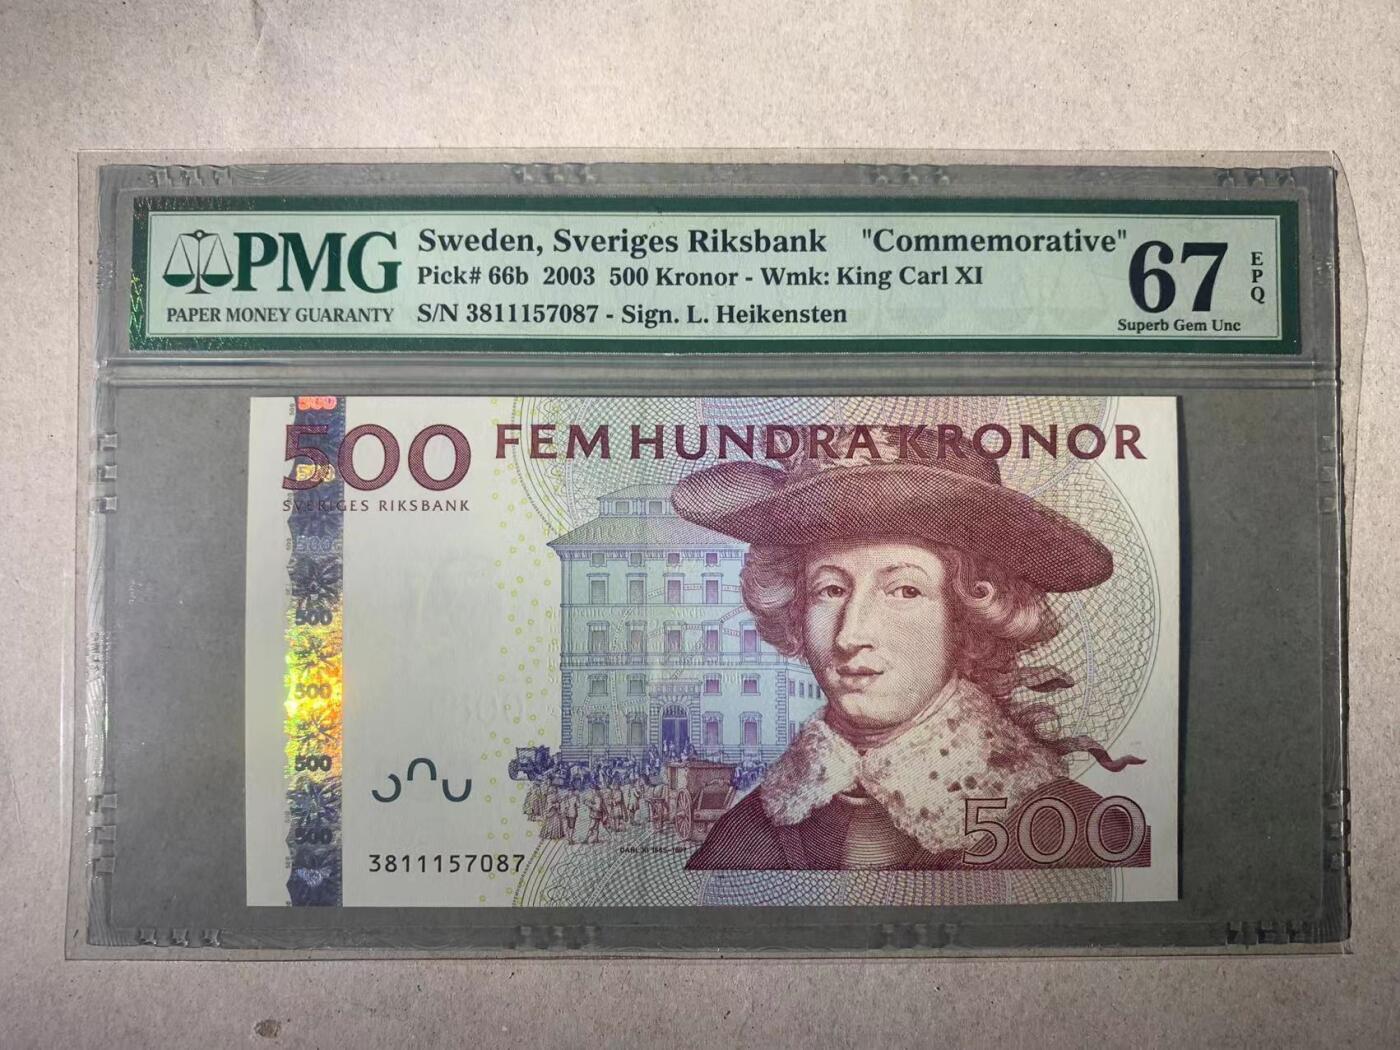 PMG
PAPER MONEY GUARANTY
Sweden, Sveriges Riksbank "Commemorative"
Pick# 66b 2003 500 Kronor - Wmk: King Carl XI
S/N 3811157087 - Sign. L. Heikensten
67
EPQ
Superb Gem Unc
500
500 FEM HUNDRA KRONOR
500
SVERIGES RIKSBANK
500
500
500
500
500
3811157087
500